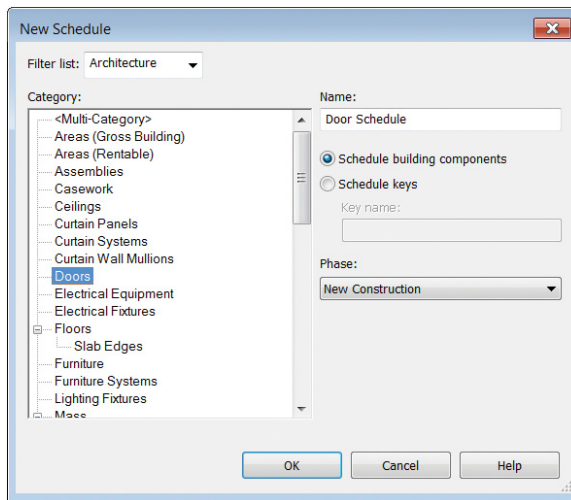 New Schedule
Filter list: Architecture
Category:
<Multi-Category>
Areas (Gross Building)
Areas (Rentable)
Assemblies
Casework
Ceilings
Curtain Panels
Curtain Systems
Curtain Wall Mullions
Doors
Electrical Equipment
Electrical Fixtures
Floors
Slab Edges
Furniture
Furniture Systems
Lighting Fixtures
Mass
Name:
Door Schedule
Schedule building components
Schedule keys
Key name:
Phase:
New Construction
OK Cancel Help